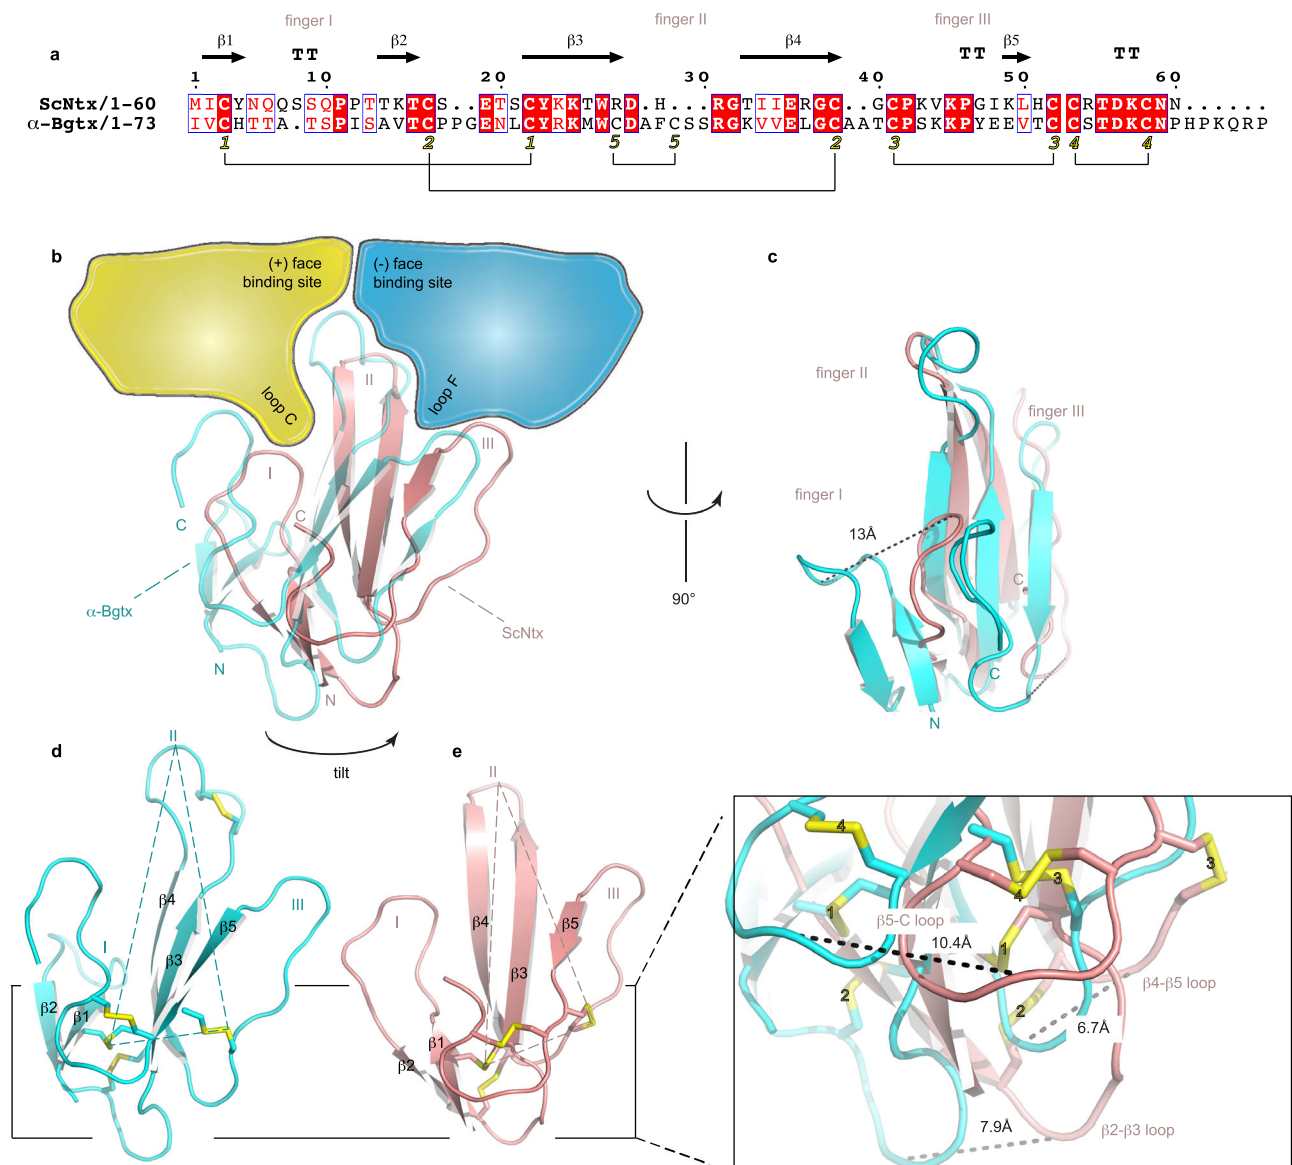 finger I
finger II
finger III
a
β1
TT
β2
β3
β4
TT
β5
TT
1
10
20
30
40
50
60
ScNtx/1-60
MICYNQQSSQPPTTKTCS..ETSCYKKTWRD.H...RGTIIERGC..GCPKVKPGIKLHCCRTDKCNN......
α-Bgtx/1-73
IVCHTTA.TSPISAVTCPPGENLCYRKMWCDAFCSSRGKVVELGCAATCPSKKPYEEVTCCSTDKCNPHPKQRP
1 2 1 5 5 2 3 3 4 4
b
(+) face
binding site
(-) face
binding site
loop C
loop F
II
III
I
C
C
α-Bgtx
ScNtx
N
N
tilt
90°
c
finger II
finger III
finger I
13Å
C
C
N
d
II
β4
III
β5
I
β3
β2
β1
e
II
III
I
β4
β5
β3
β1
β2
4
3
3
4
1
β5-C loop
10.4Å
1
β4-β5 loop
2
2
6.7Å
7.9Å
β2-β3 loop